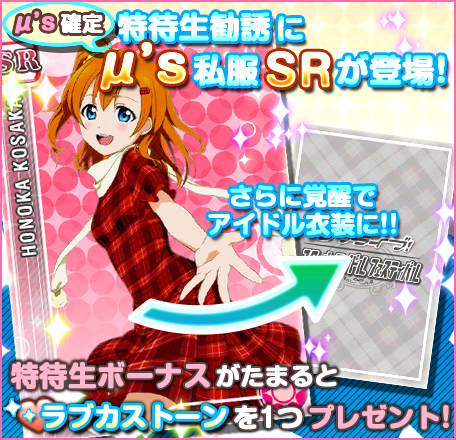 μ's確定
特待生勧誘に
μ's私服SRが登場!
SR
HONOKA KOSAKA
さらに覚醒で
アイドル衣装に!!
特待生ボーナスがたまると
ラブカストーンを1つプレゼント!